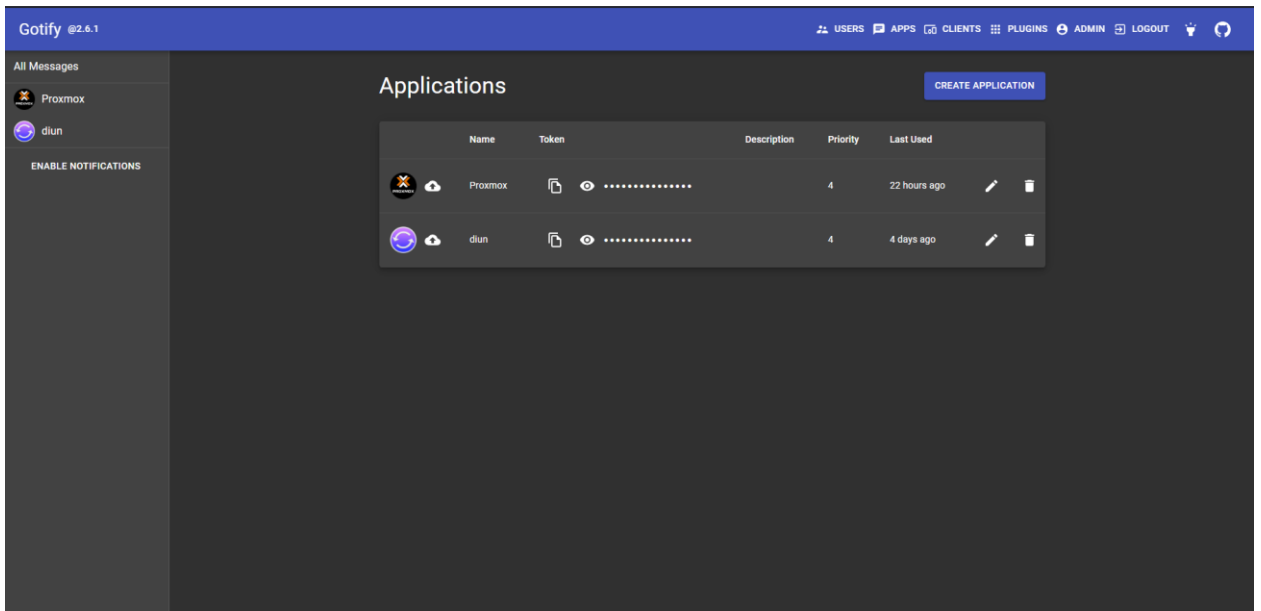 Gotify @2.6.1
USERS APPS CLIENTS PLUGINS ADMIN LOGOUT
All Messages
Proxmox
diun
ENABLE NOTIFICATIONS
Applications
CREATE APPLICATION
Name Token Description Priority Last Used
PROXMOX Proxmox ••••••••••••••• 4 22 hours ago
diun ••••••••••••••• 4 4 days ago